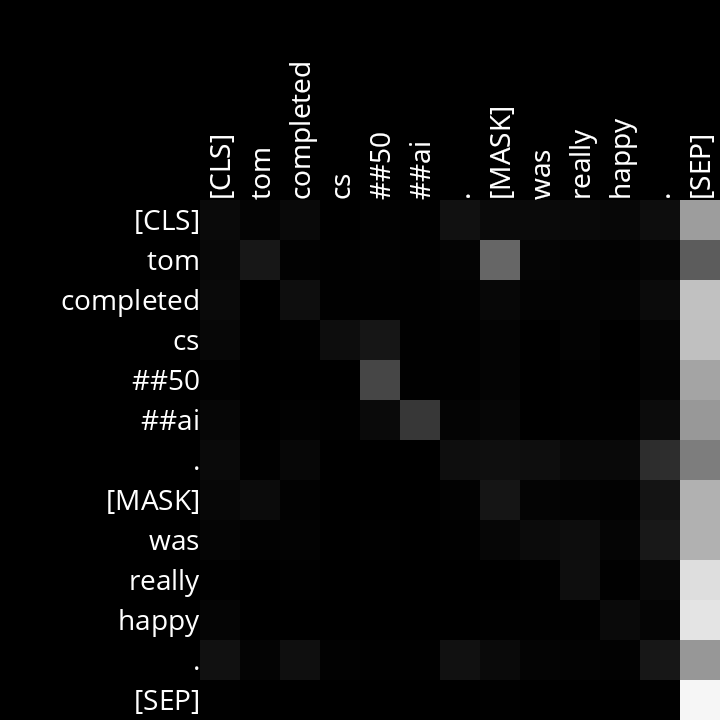 [CLS] tom completed cs ##50 ##ai . [MASK] was really happy . [SEP]
[CLS]
tom
completed
cs
##50
##ai
.
[MASK]
was
really
happy
.
[SEP]